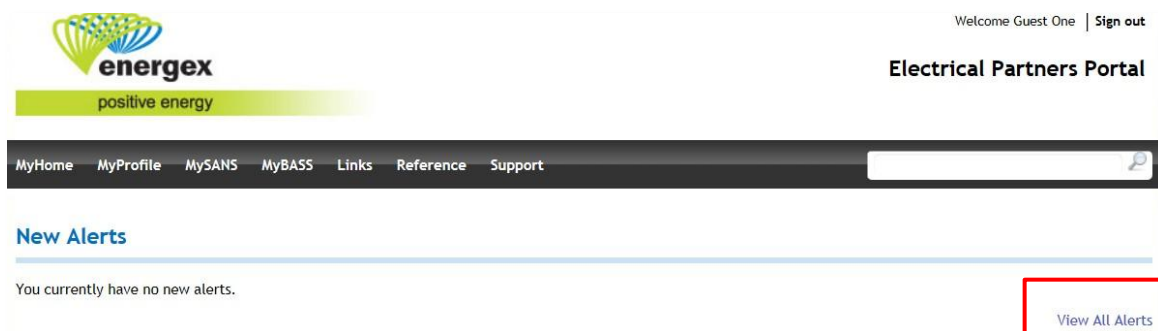 Welcome Guest One | Sign out
energex
positive energy
Electrical Partners Portal
MyHome MyProfile MySANS MyBASS Links Reference Support
New Alerts
You currently have no new alerts.
View All Alerts